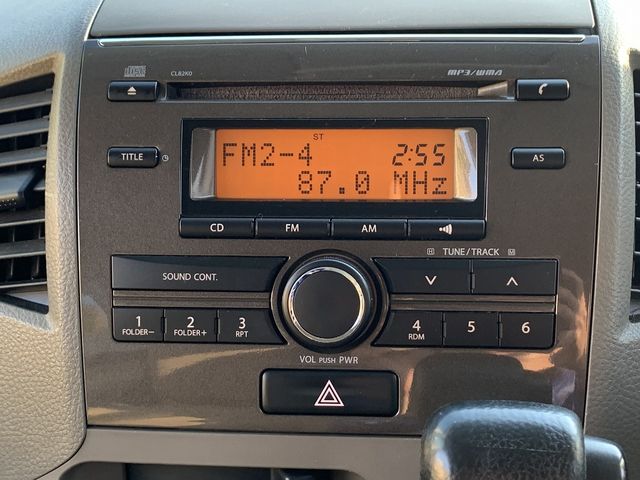 CLB2K0
MP3/WMA
TITLE
AS
ST
FM2-4 2:55
87.0 MHz
CD
FM
AM
TUNE/TRACK
SOUND CONT.
1
FOLDER−
2
FOLDER+
3
RPT
4
RDM
5
6
VOL PUSH PWR